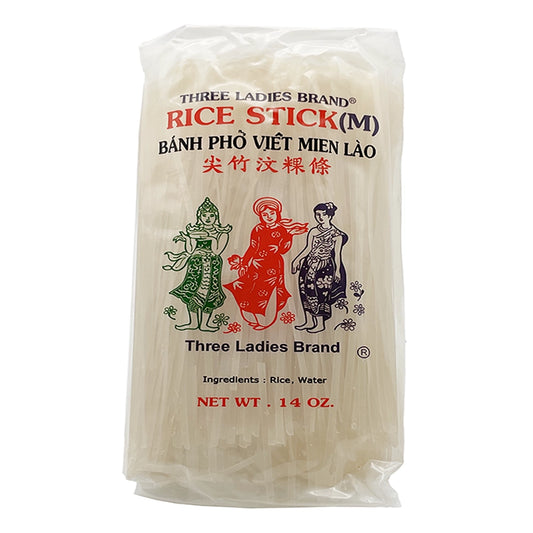 THREE LADIES BRAND®
RICE STICK(M)
BÁNH PHỞ VIÊT MIEN LÀO
尖竹汶粿條
Three Ladies Brand ®
Ingredients : Rice, Water
NET WT . 14 OZ.